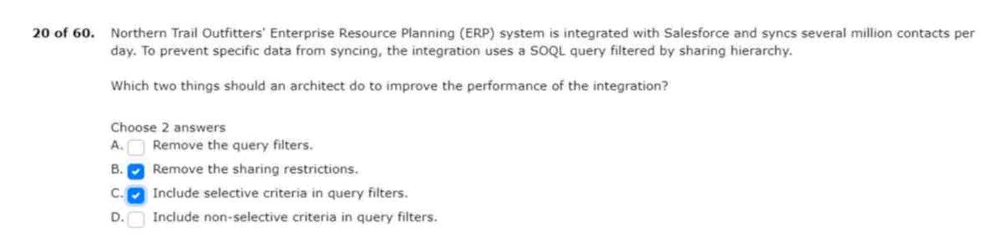 20 of 60. Northern Trail Outfitters' Enterprise Resource Planning (ERP) system is integrated with Salesforce and syncs several million contacts per
day. To prevent specific data from syncing, the integration uses a SOQL query filtered by sharing hierarchy.
Which two things should an architect do to improve the performance of the integration?
Choose 2 answers
A. Remove the query filters.
B. Remove the sharing restrictions.
C. Include selective criteria in query filters.
D. Include non-selective criteria in query filters.